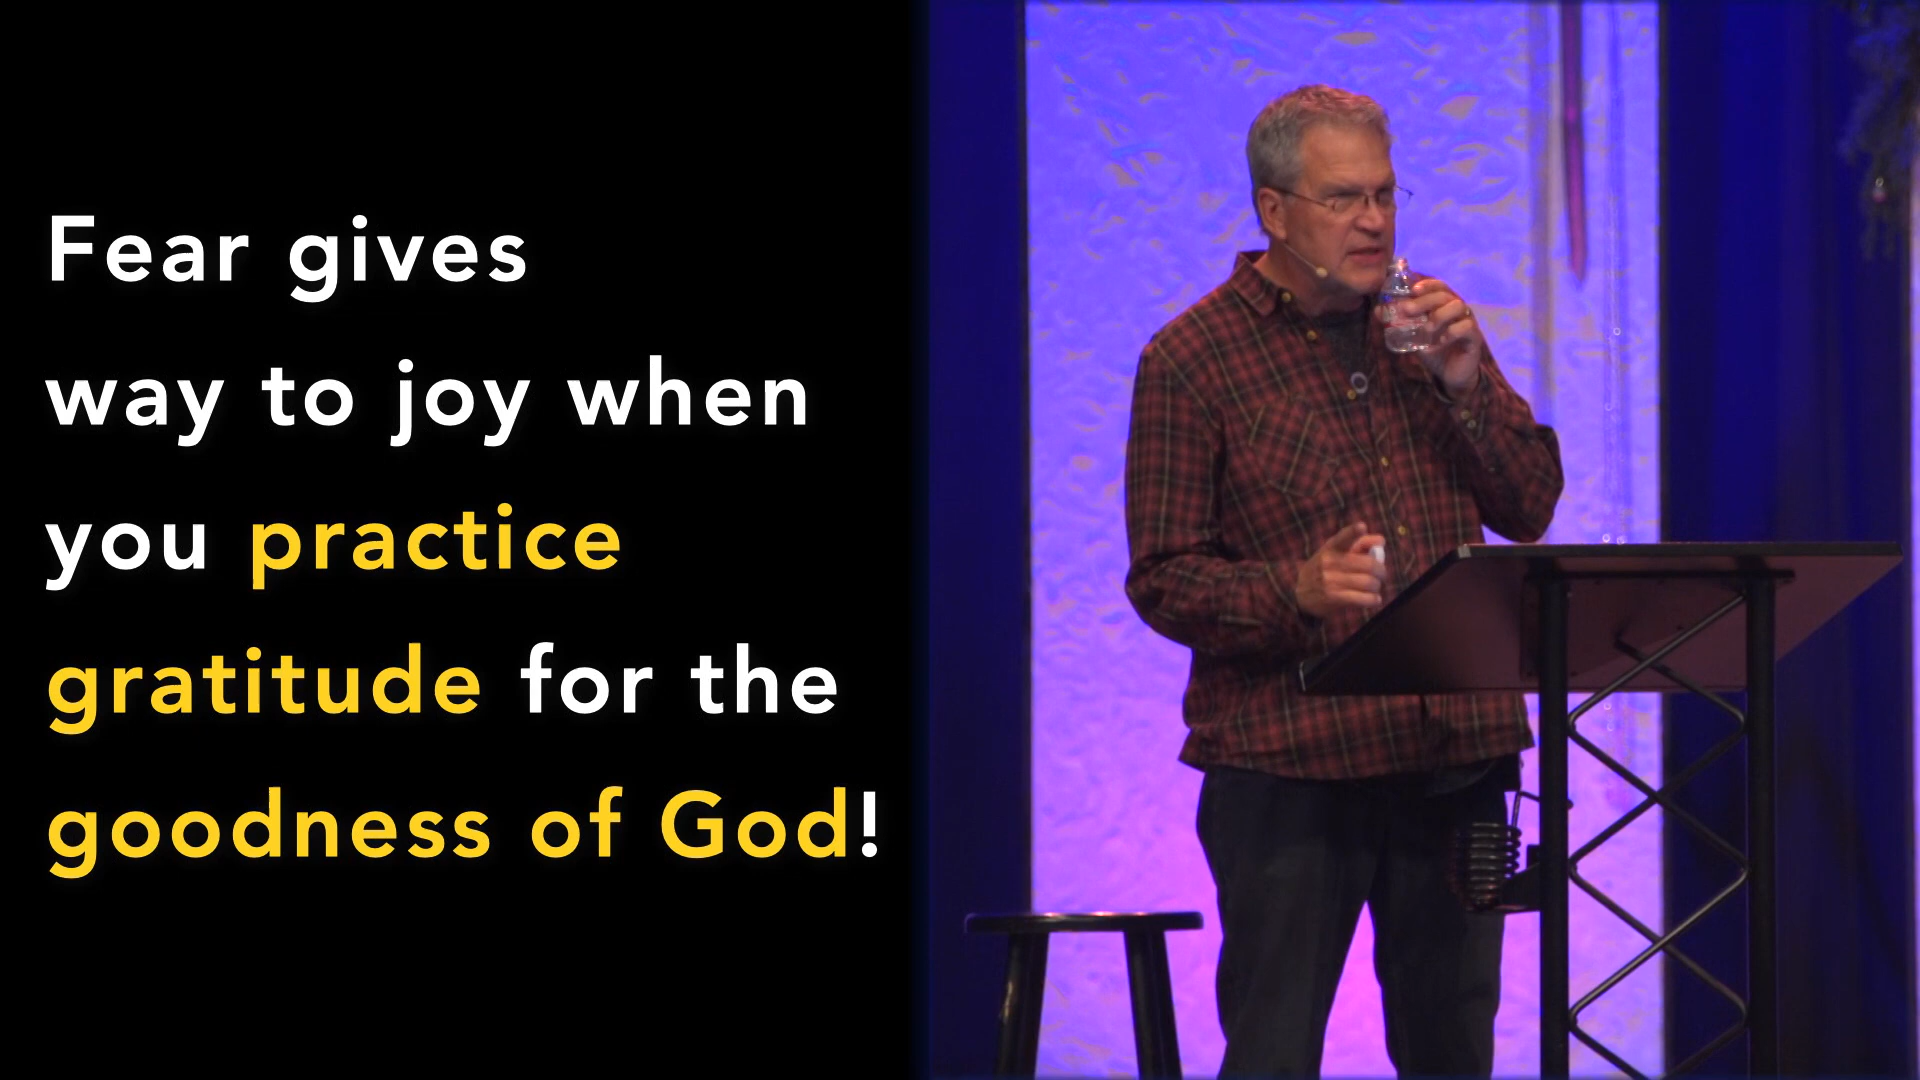 Fear gives
way to joy when
you practice
gratitude for the
goodness of God!